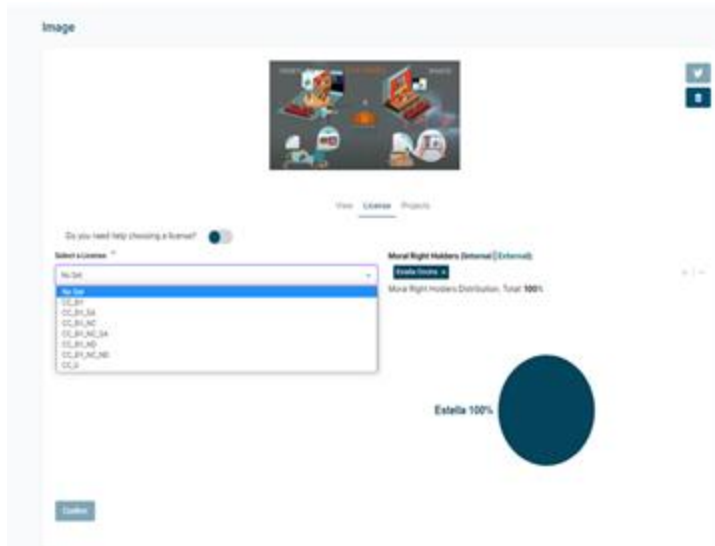 Image
View License Projects
Do you need help choosing a license?
Select a License
Moral Right Holders (Internal | External):
No Set
Estella
Moral Right Holders Distribution. Total: 100%
No Set
CC_BY
CC_BY_SA
CC_BY_NC
CC_BY_NC_SA
CC_BY_ND
CC_BY_NC_ND
CC_0
Estella 100%
Confirm